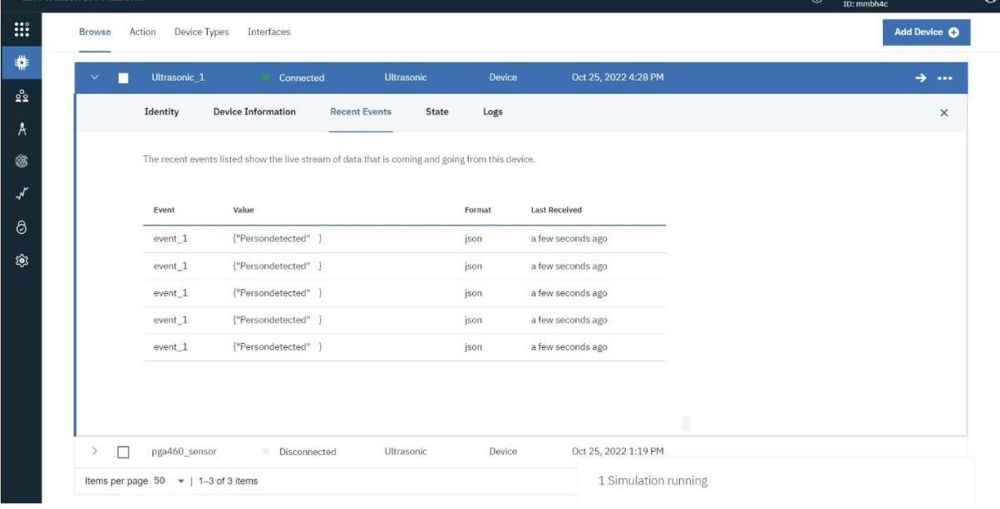 ID: mmbh4c
Browse Action Device Types Interfaces Add Device
Ultrasonic_1 Connected Ultrasonic Device Oct 25, 2022 4:28 PM
Identity Device Information Recent Events State Logs
The recent events listed show the live stream of data that is coming and going from this device.
Event Value Format Last Received
event_1 {"Persondetected" } json a few seconds ago
event_1 {"Persondetected" } json a few seconds ago
event_1 {"Persondetected" } json a few seconds ago
event_1 {"Persondetected" } json a few seconds ago
event_1 {"Persondetected" } json a few seconds ago
pga460_sensor Disconnected Ultrasonic Device Oct 25, 2022 1:19 PM
Items per page 50 | 1–3 of 3 items
1 Simulation running